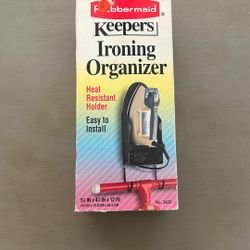 Rubbermaid
Keepers
Ironing
Organizer
Heat
Resistant
Holder
Easy to
Install